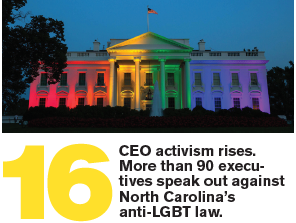 16
CEO activism rises.
More than 90 execu-
tives speak out against
North Carolina's
anti-LGBT law.